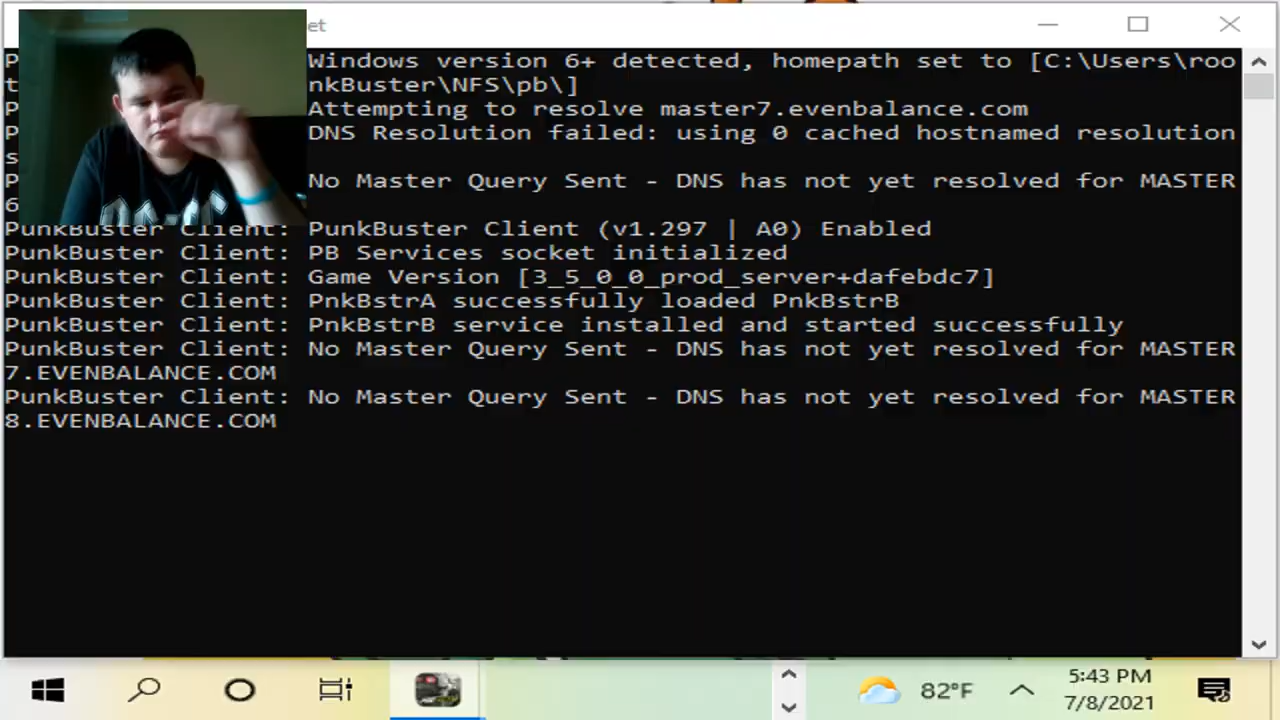 et
P Windows version 6+ detected, homepath set to [C:\Users\roo
t nkBuster\NFS\pb\]
P Attempting to resolve master7.evenbalance.com
P DNS Resolution failed: using 0 cached hostnamed resolution
s
P No Master Query Sent - DNS has not yet resolved for MASTER
6
PunkBuster Client: PunkBuster Client (v1.297 | A0) Enabled
PunkBuster Client: PB Services socket initialized
PunkBuster Client: Game Version [3_5_0_0_prod_server+dafebdc7]
PunkBuster Client: PnkBstrA successfully loaded PnkBstrB
PunkBuster Client: PnkBstrB service installed and started successfully
PunkBuster Client: No Master Query Sent - DNS has not yet resolved for MASTER
7.EVENBALANCE.COM
PunkBuster Client: No Master Query Sent - DNS has not yet resolved for MASTER
8.EVENBALANCE.COM
82°F
5:43 PM
7/8/2021